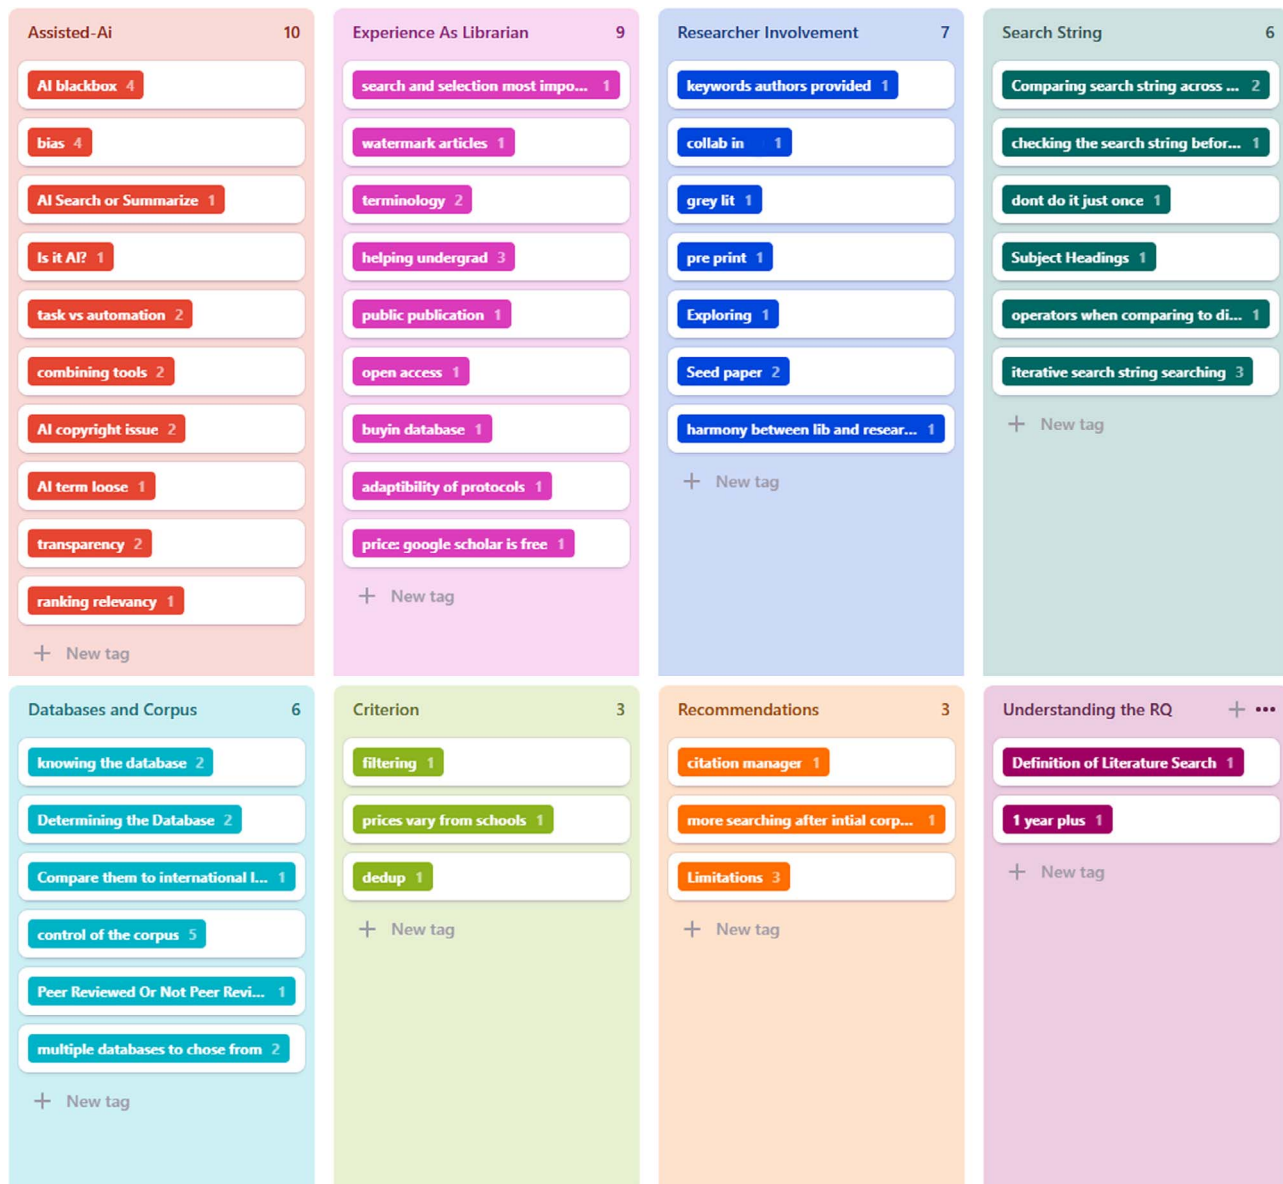 Assisted-Ai 10
AI blackbox 4
bias 4
AI Search or Summarize 1
Is it AI? 1
task vs automation 2
combining tools 2
AI copyright issue 2
AI term loose 1
transparency 2
ranking relevancy 1
+ New tag
Experience As Librarian 9
search and selection most impo... 1
watermark articles 1
terminology 2
helping undergrad 3
public publication 1
open access 1
buyin database 1
adaptibility of protocols 1
price: google scholar is free 1
+ New tag
Researcher Involvement 7
keywords authors provided 1
collab in 1
grey lit 1
pre print 1
Exploring 1
Seed paper 2
harmony between lib and resear... 1
+ New tag
Search String 6
Comparing search string across ... 2
checking the search string befor... 1
dont do it just once 1
Subject Headings 1
operators when comparing to di... 1
iterative search string searching 3
+ New tag
Databases and Corpus 6
knowing the database 2
Determining the Database 2
Compare them to international l... 1
control of the corpus 5
Peer Reviewed Or Not Peer Revi... 1
multiple databases to chose from 2
+ New tag
Criterion 3
filtering 1
prices vary from schools 1
dedup 1
+ New tag
Recommendations 3
citation manager 1
more searching after intial corp... 1
Limitations 3
+ New tag
Understanding the RQ + •••
Definition of Literature Search 1
1 year plus 1
+ New tag